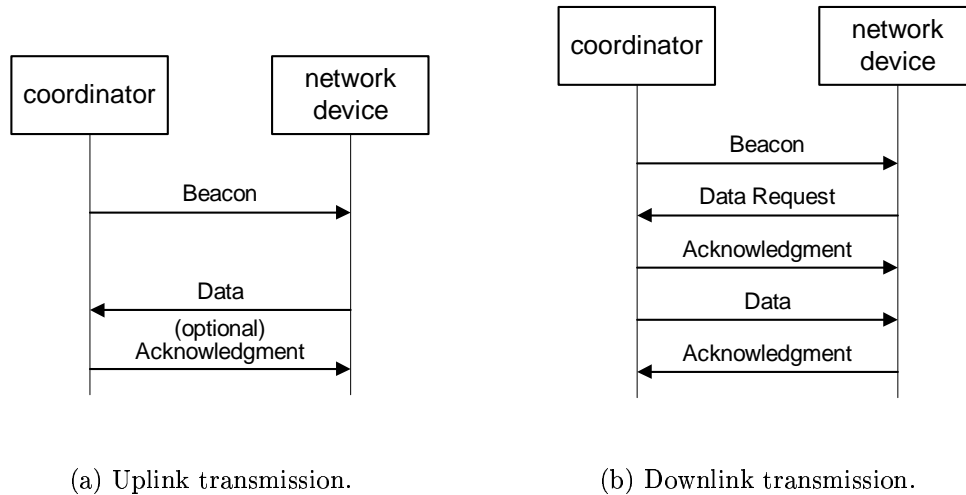 coordinator
network
device
Beacon
Data
(optional)
Acknowledgment
(a) Uplink transmission.
coordinator
network
device
Beacon
Data Request
Acknowledgment
Data
Acknowledgment
(b) Downlink transmission.